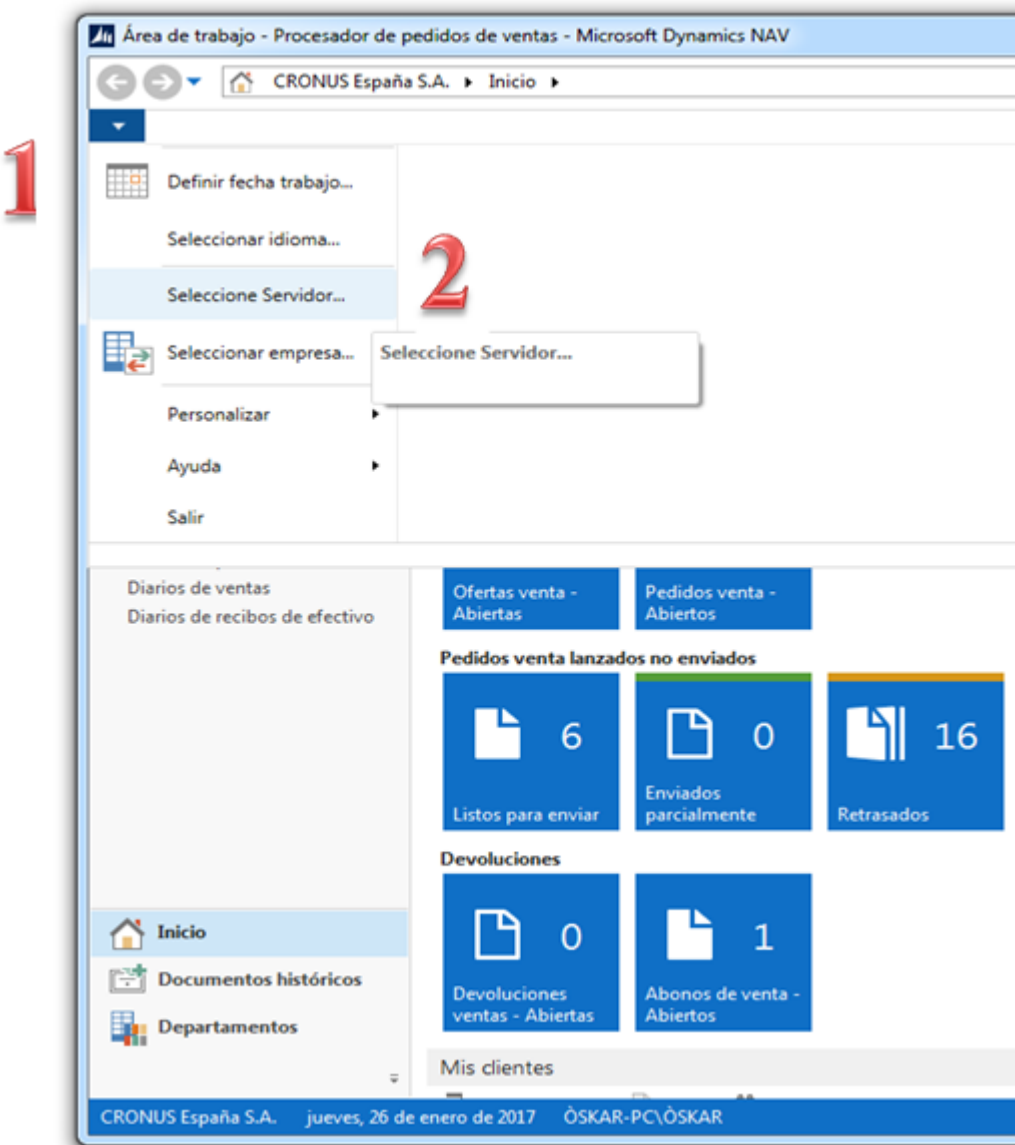 Área de trabajo - Procesador de pedidos de ventas - Microsoft Dynamics NAV
CRONUS España S.A. ▸ Inicio ▸
1
Definir fecha trabajo...
Seleccionar idioma...
2
Seleccione Servidor...
Seleccionar empresa...
Seleccione Servidor...
Personalizar
Ayuda
Salir
Diarios de ventas
Diarios de recibos de efectivo
Ofertas venta -
Abiertas
Pedidos venta -
Abiertos
Pedidos venta lanzados no enviados
6
Listos para enviar
0
Enviados
parcialmente
16
Retrasados
Devoluciones
0
Devoluciones
ventas - Abiertas
1
Abonos de venta -
Abiertos
Inicio
Documentos históricos
Departamentos
Mis clientes
CRONUS España S.A. jueves, 26 de enero de 2017 ÒSKAR-PC\ÒSKAR